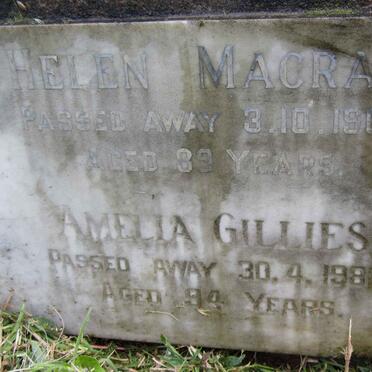 HELEN MACRA
PASSED AWAY 3.10.19
AGED 89 YEARS.
AMELIA GILLIES
PASSED AWAY 30.4.198
AGED 94 YEARS.